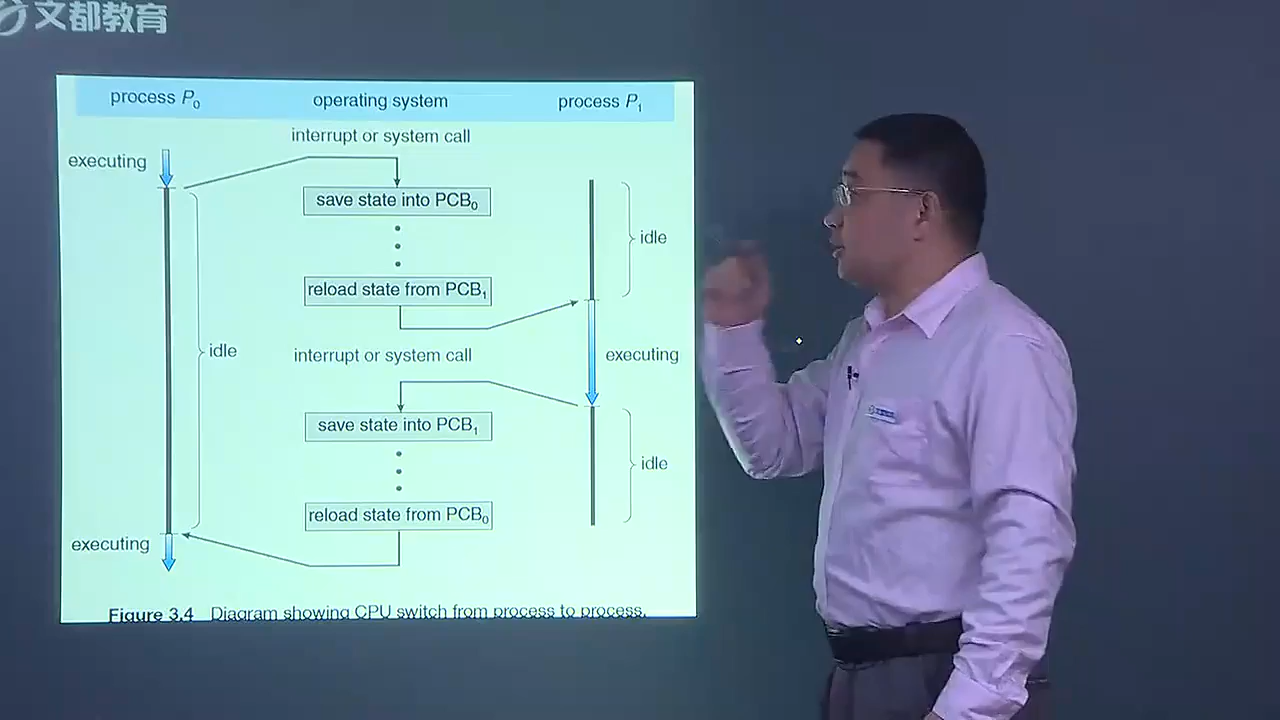 文都教育
process P₀ operating system process P₁
interrupt or system call
executing
save state into PCB₀
idle
reload state from PCB₁
idle
interrupt or system call
executing
save state into PCB₁
idle
reload state from PCB₀
executing
Figure 3.4 Diagram showing CPU switch from process to process.